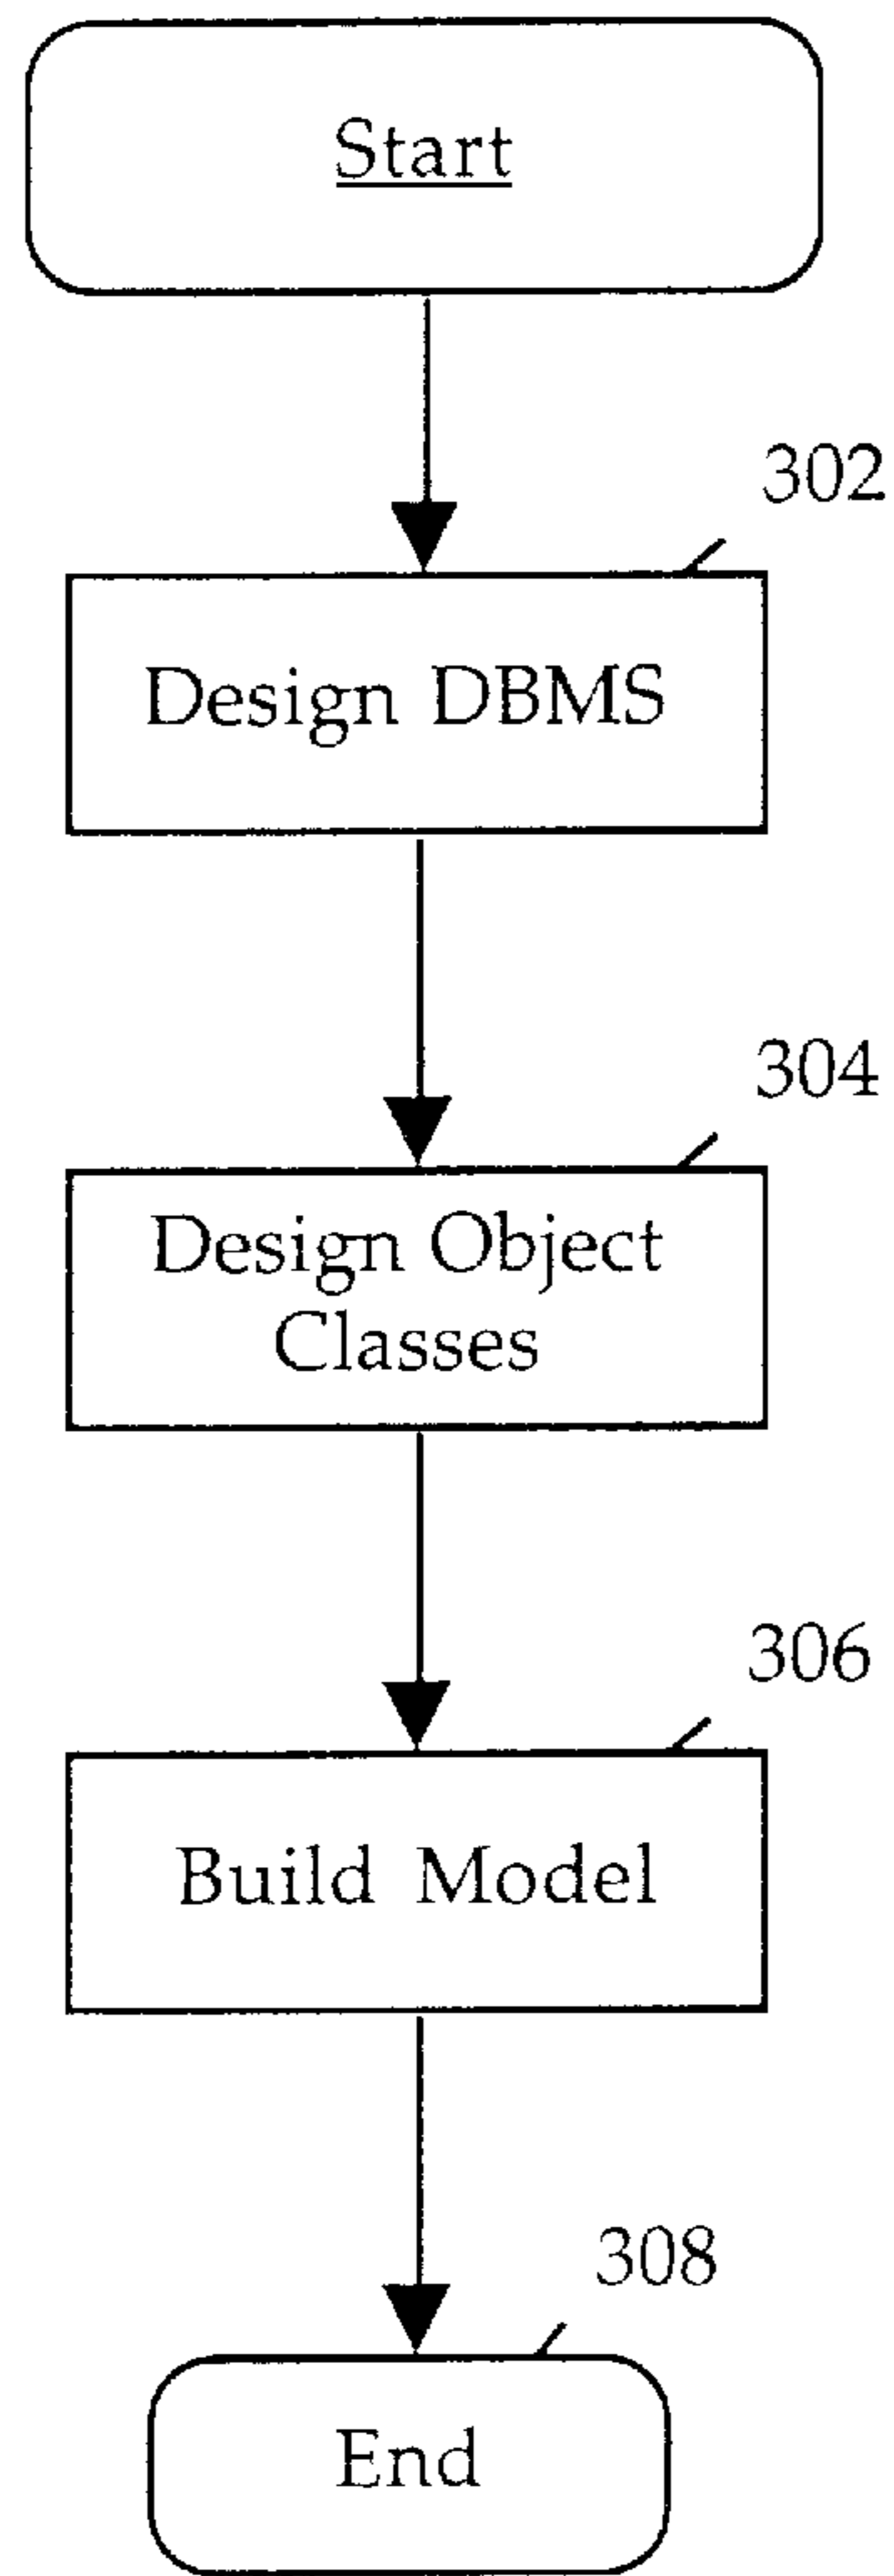 Start
302
Design DBMS
304
Design Object
Classes
306
Build Model
308
End